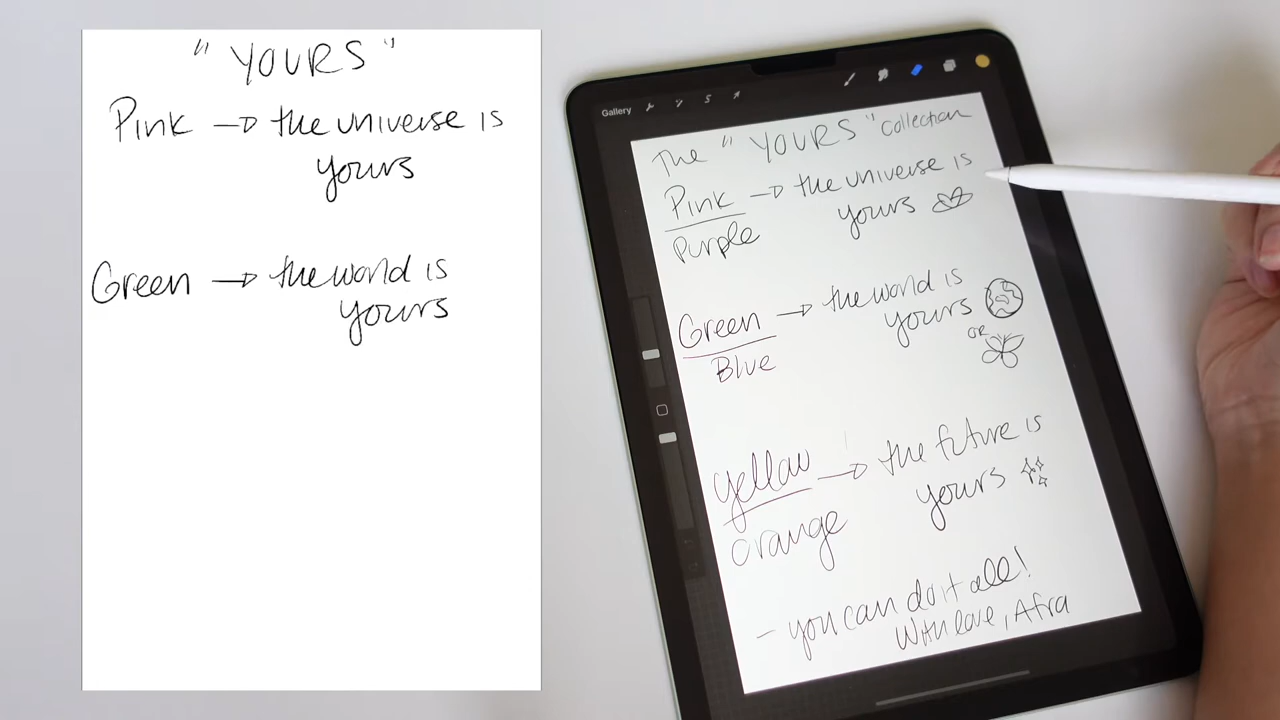 " YOURS "
Pink → the universe is
yours
Green → the world is
yours
Gallery
The " YOURS " collection
Pink → the universe is
yours
Purple
Green → the world is
yours
OR
Blue
yellow → the future is
yours
orange
- you can do it all!
With love, Afra